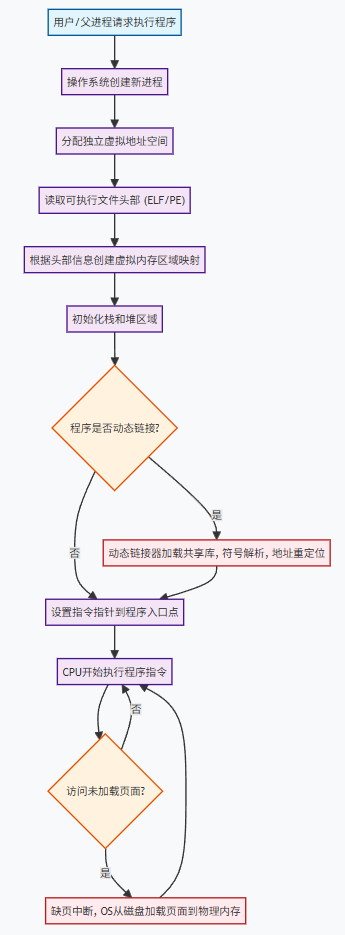 用户/父进程请求执行程序
操作系统创建新进程
分配独立虚拟地址空间
读取可执行文件头部 (ELF/PE)
根据头部信息创建虚拟内存区域映射
初始化栈和堆区域
程序是否动态链接?
是
否
动态链接器加载共享库, 符号解析, 地址重定位
设置指令指针到程序入口点
CPU开始执行程序指令
否
访问未加载页面?
是
缺页中断, OS从磁盘加载页面到物理内存